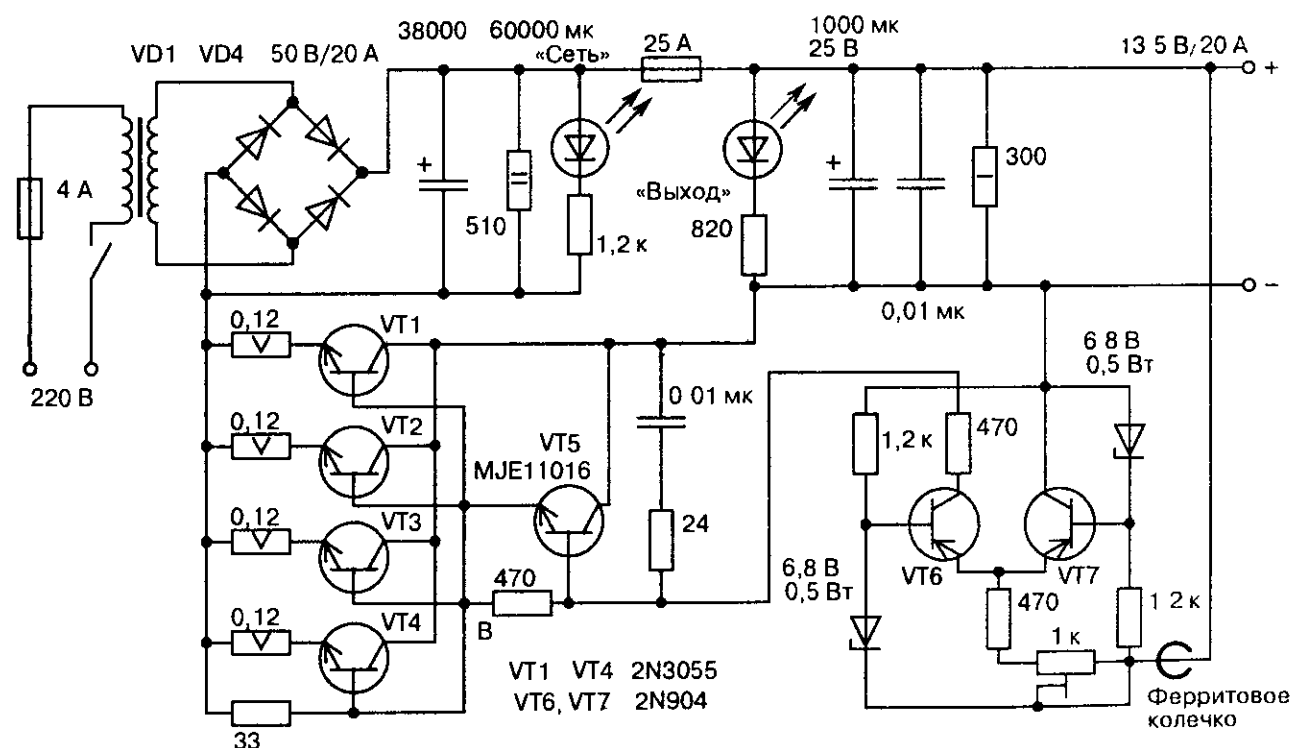 38000 60000 мк
1000 мк
25 В
VD1 VD4 50 В/20 А
«Сеть»
25 А
13 5 В/20 А
+
+
+
4 А
510
1,2 к
«Выход»
820
300
–
0,01 мк
220 В
0,12
VT1
6 8 В
0,5 Вт
0 01 мк
0,12
VT2
VT5
MJE11016
1,2 к
470
0,12
VT3
24
VT6
VT7
6,8 В
0,5 Вт
470
В
0,12
VT4
470
1 2 к
1 к
VT1 VT4 2N3055
VT6, VT7 2N904
Ферритовое
колечко
33